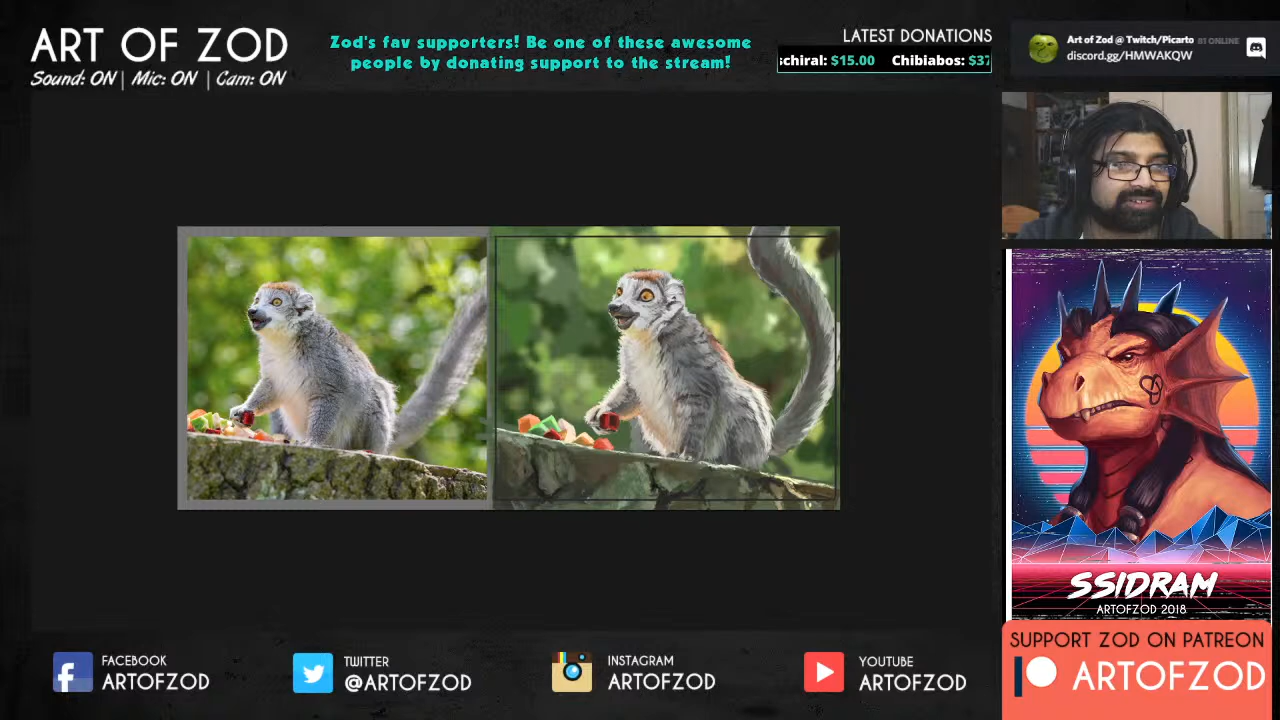 ART OF ZOD
Sound: ON | Mic: ON | Cam: ON
Zod's fav supporters! Be one of these awesome
people by donating support to the stream!
LATEST DONATIONS
schiral: $15.00 Chibiabos: $37
Art of Zod @ Twitch/Picarto 81 ONLINE
discord.gg/HMWAKQW
SSIDRAM
ARTOFZOD 2018
FACEBOOK
ARTOFZOD
TWITTER
@ARTOFZOD
INSTAGRAM
ARTOFZOD
YOUTUBE
ARTOFZOD
SUPPORT ZOD ON PATREON
ARTOFZOD